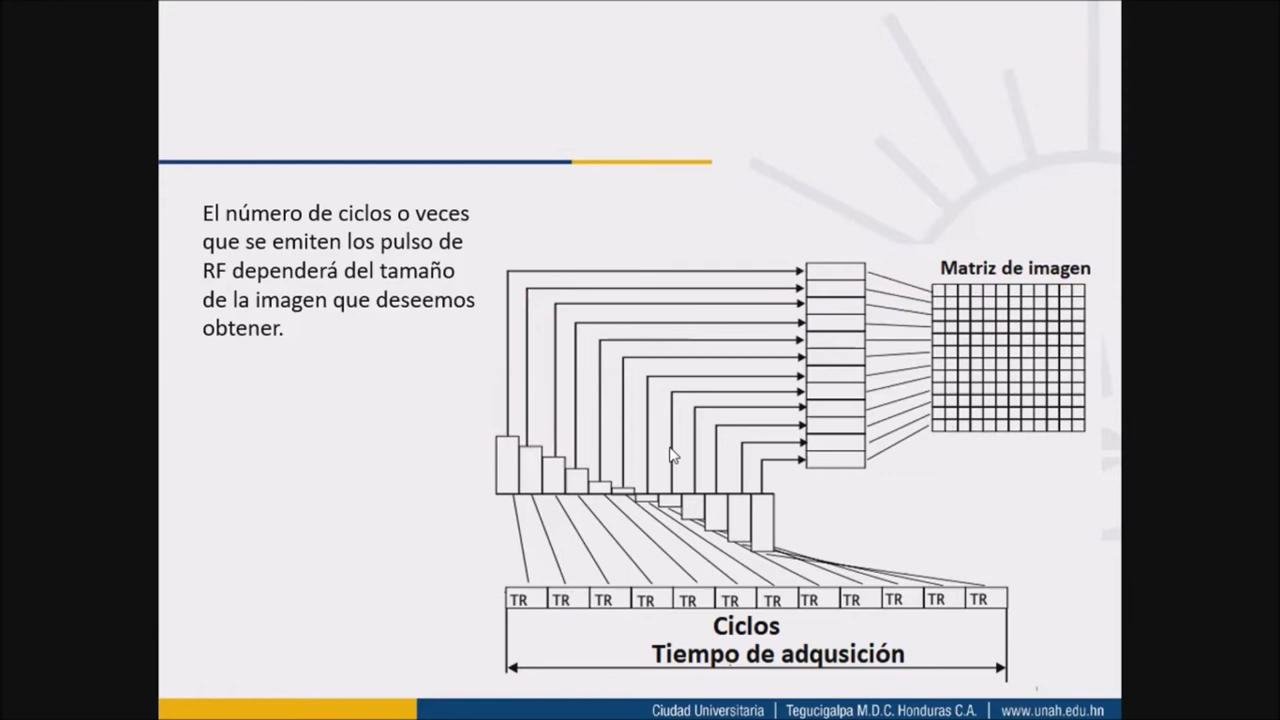 El número de ciclos o veces
que se emiten los pulso de
RF dependerá del tamaño
de la imagen que deseemos
obtener.
Matriz de imagen
TR TR TR TR TR TR TR TR TR TR TR TR
Ciclos
Tiempo de adqusición
Ciudad Universitaria | Tegucigalpa M.D.C. Honduras C.A. | www.unah.edu.hn